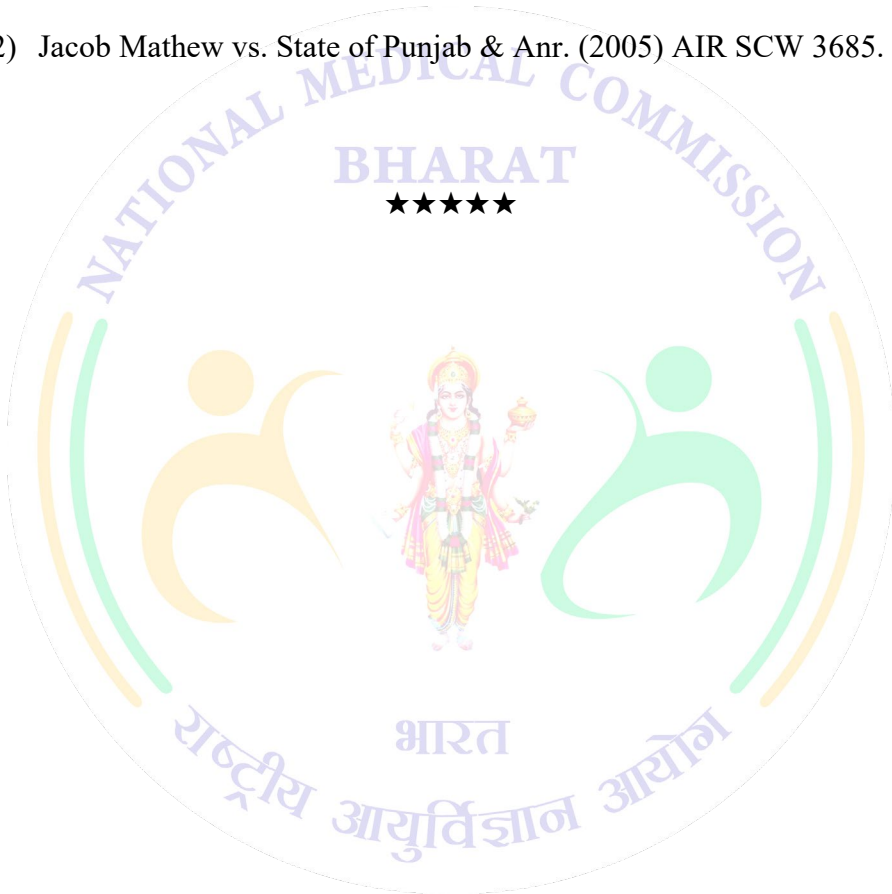 2) Jacob Mathew vs. State of Punjab & Anr. (2005) AIR SCW 3685.
NATIONAL MEDICAL COMMISSION
BHARAT
★★★★★
भारत
राष्ट्रीय आयुर्विज्ञान आयोग